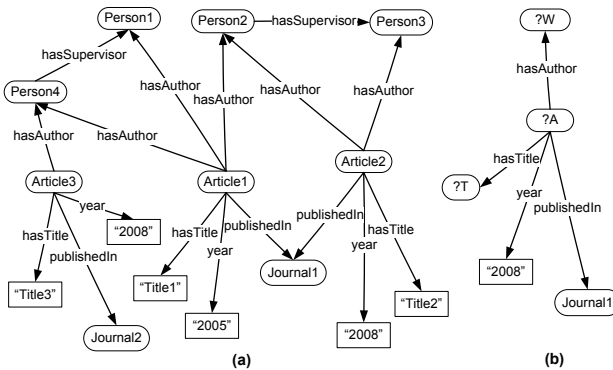 Person1
Person2
hasSupervisor
Person3
?W
hasSupervisor
hasAuthor
hasAuthor
hasAuthor
hasAuthor
hasAuthor
Person4
hasAuthor
hasAuthor
?A
Article3
Article1
Article2
hasTitle
?T
year
publishedIn
year
"2008"
hasTitle
publishedIn
hasTitle
year
publishedIn
publishedIn
year
hasTitle
"Title3"
"Title1"
Journal1
"2008"
"Title2"
Journal1
Journal2
"2005"
"2008"
(a)
(b)